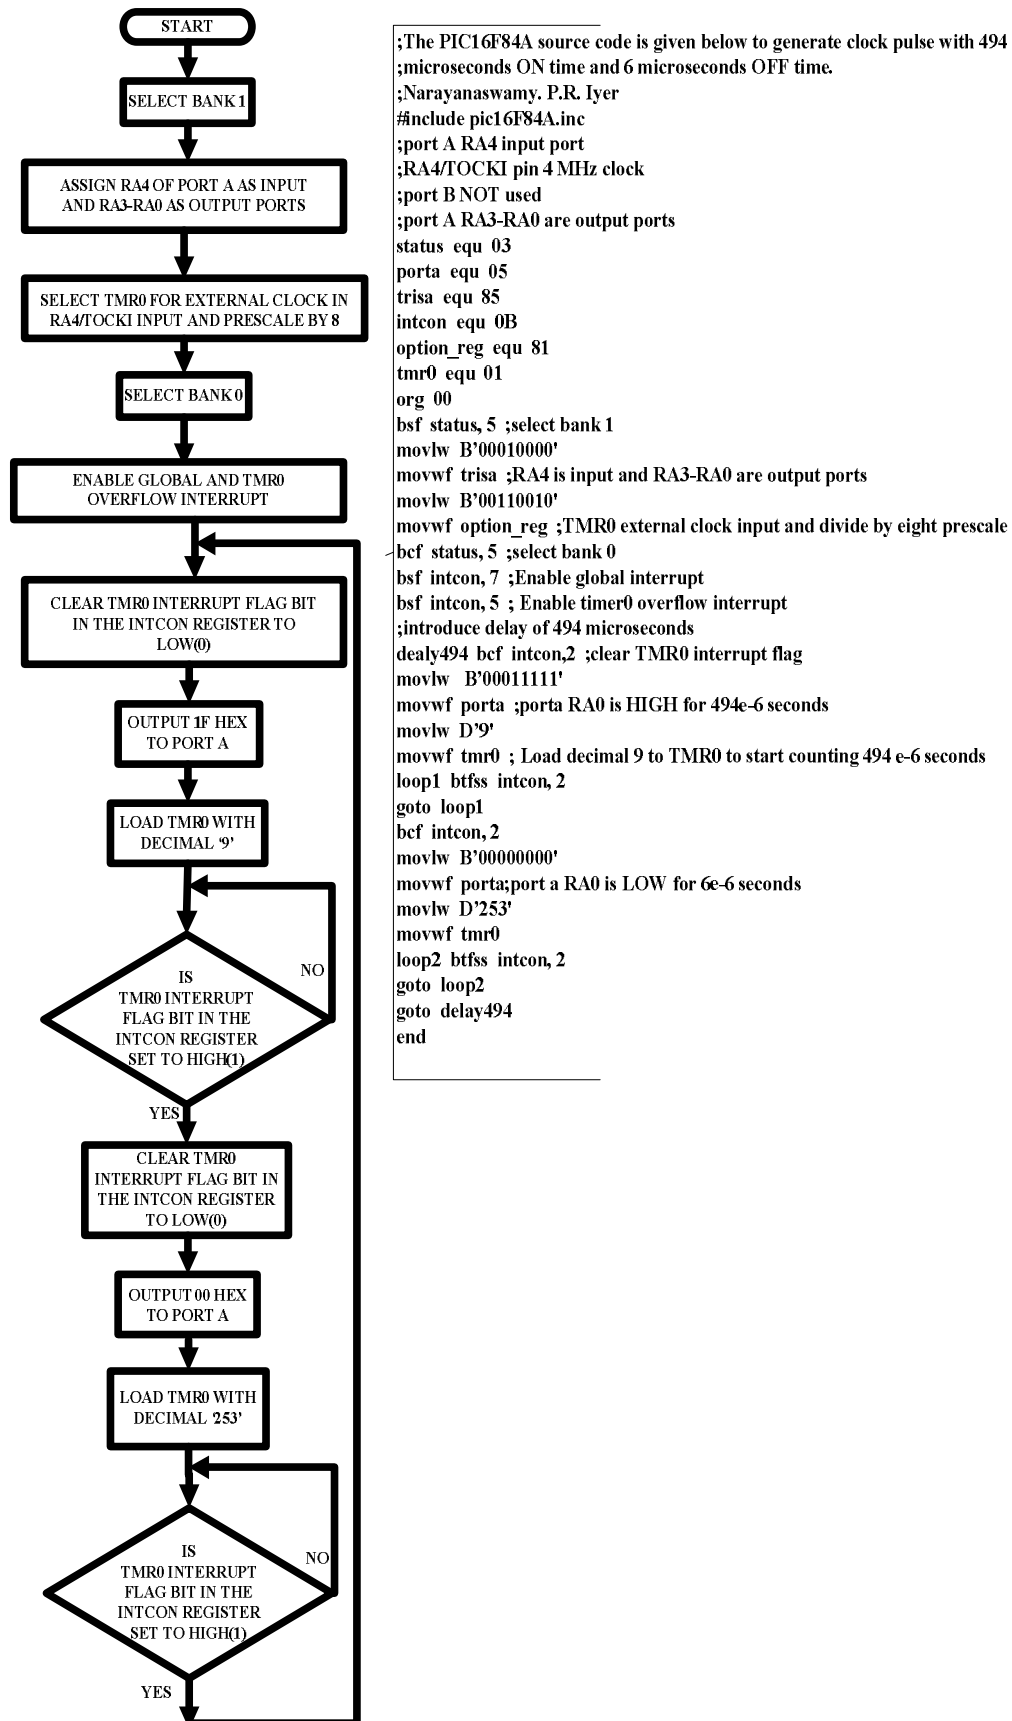 START
SELECT BANK 1
ASSIGN RA4 OF PORT A AS INPUT
AND RA3-RA0 AS OUTPUT PORTS
SELECT TMR0 FOR EXTERNAL CLOCK IN
RA4/TOCKI INPUT AND PRESCALE BY 8
SELECT BANK 0
ENABLE GLOBAL AND TMR0
OVERFLOW INTERRUPT
CLEAR TMR0 INTERRUPT FLAG BIT
IN THE INTCON REGISTER TO
LOW(0)
OUTPUT 1F HEX
TO PORT A
LOAD TMR0 WITH
DECIMAL '9'
IS
TMR0 INTERRUPT
FLAG BIT IN THE
INTCON REGISTER
SET TO HIGH(1)
NO
YES
CLEAR TMR0
INTERRUPT FLAG BIT IN
THE INTCON REGISTER
TO LOW(0)
OUTPUT 00 HEX
TO PORT A
LOAD TMR0 WITH
DECIMAL '253'
IS
TMR0 INTERRUPT
FLAG BIT IN THE
INTCON REGISTER
SET TO HIGH(1)
NO
YES
;The PIC16F84A source code is given below to generate clock pulse with 494
;microseconds ON time and 6 microseconds OFF time.
;Narayanaswamy. P.R. Iyer
#include pic16F84A.inc
;port A RA4 input port
;RA4/TOCKI pin 4 MHz clock
;port B NOT used
;port A RA3-RA0 are output ports
status equ 03
porta equ 05
trisa equ 85
intcon equ 0B
option_reg equ 81
tmr0 equ 01
org 00
bsf status, 5 ;select bank 1
movlw B'00010000'
movwf trisa ;RA4 is input and RA3-RA0 are output ports
movlw B'00110010'
movwf option_reg ;TMR0 external clock input and divide by eight prescale
bcf status, 5 ;select bank 0
bsf intcon, 7 ;Enable global interrupt
bsf intcon, 5 ; Enable timer0 overflow interrupt
;introduce delay of 494 microseconds
dealy494 bcf intcon,2 ;clear TMR0 interrupt flag
movlw B'00011111'
movwf porta ;porta RA0 is HIGH for 494e-6 seconds
movlw D'9'
movwf tmr0 ; Load decimal 9 to TMR0 to start counting 494 e-6 seconds
loop1 btfss intcon, 2
goto loop1
bcf intcon, 2
movlw B'00000000'
movwf porta;port a RA0 is LOW for 6e-6 seconds
movlw D'253'
movwf tmr0
loop2 btfss intcon, 2
goto loop2
goto delay494
end